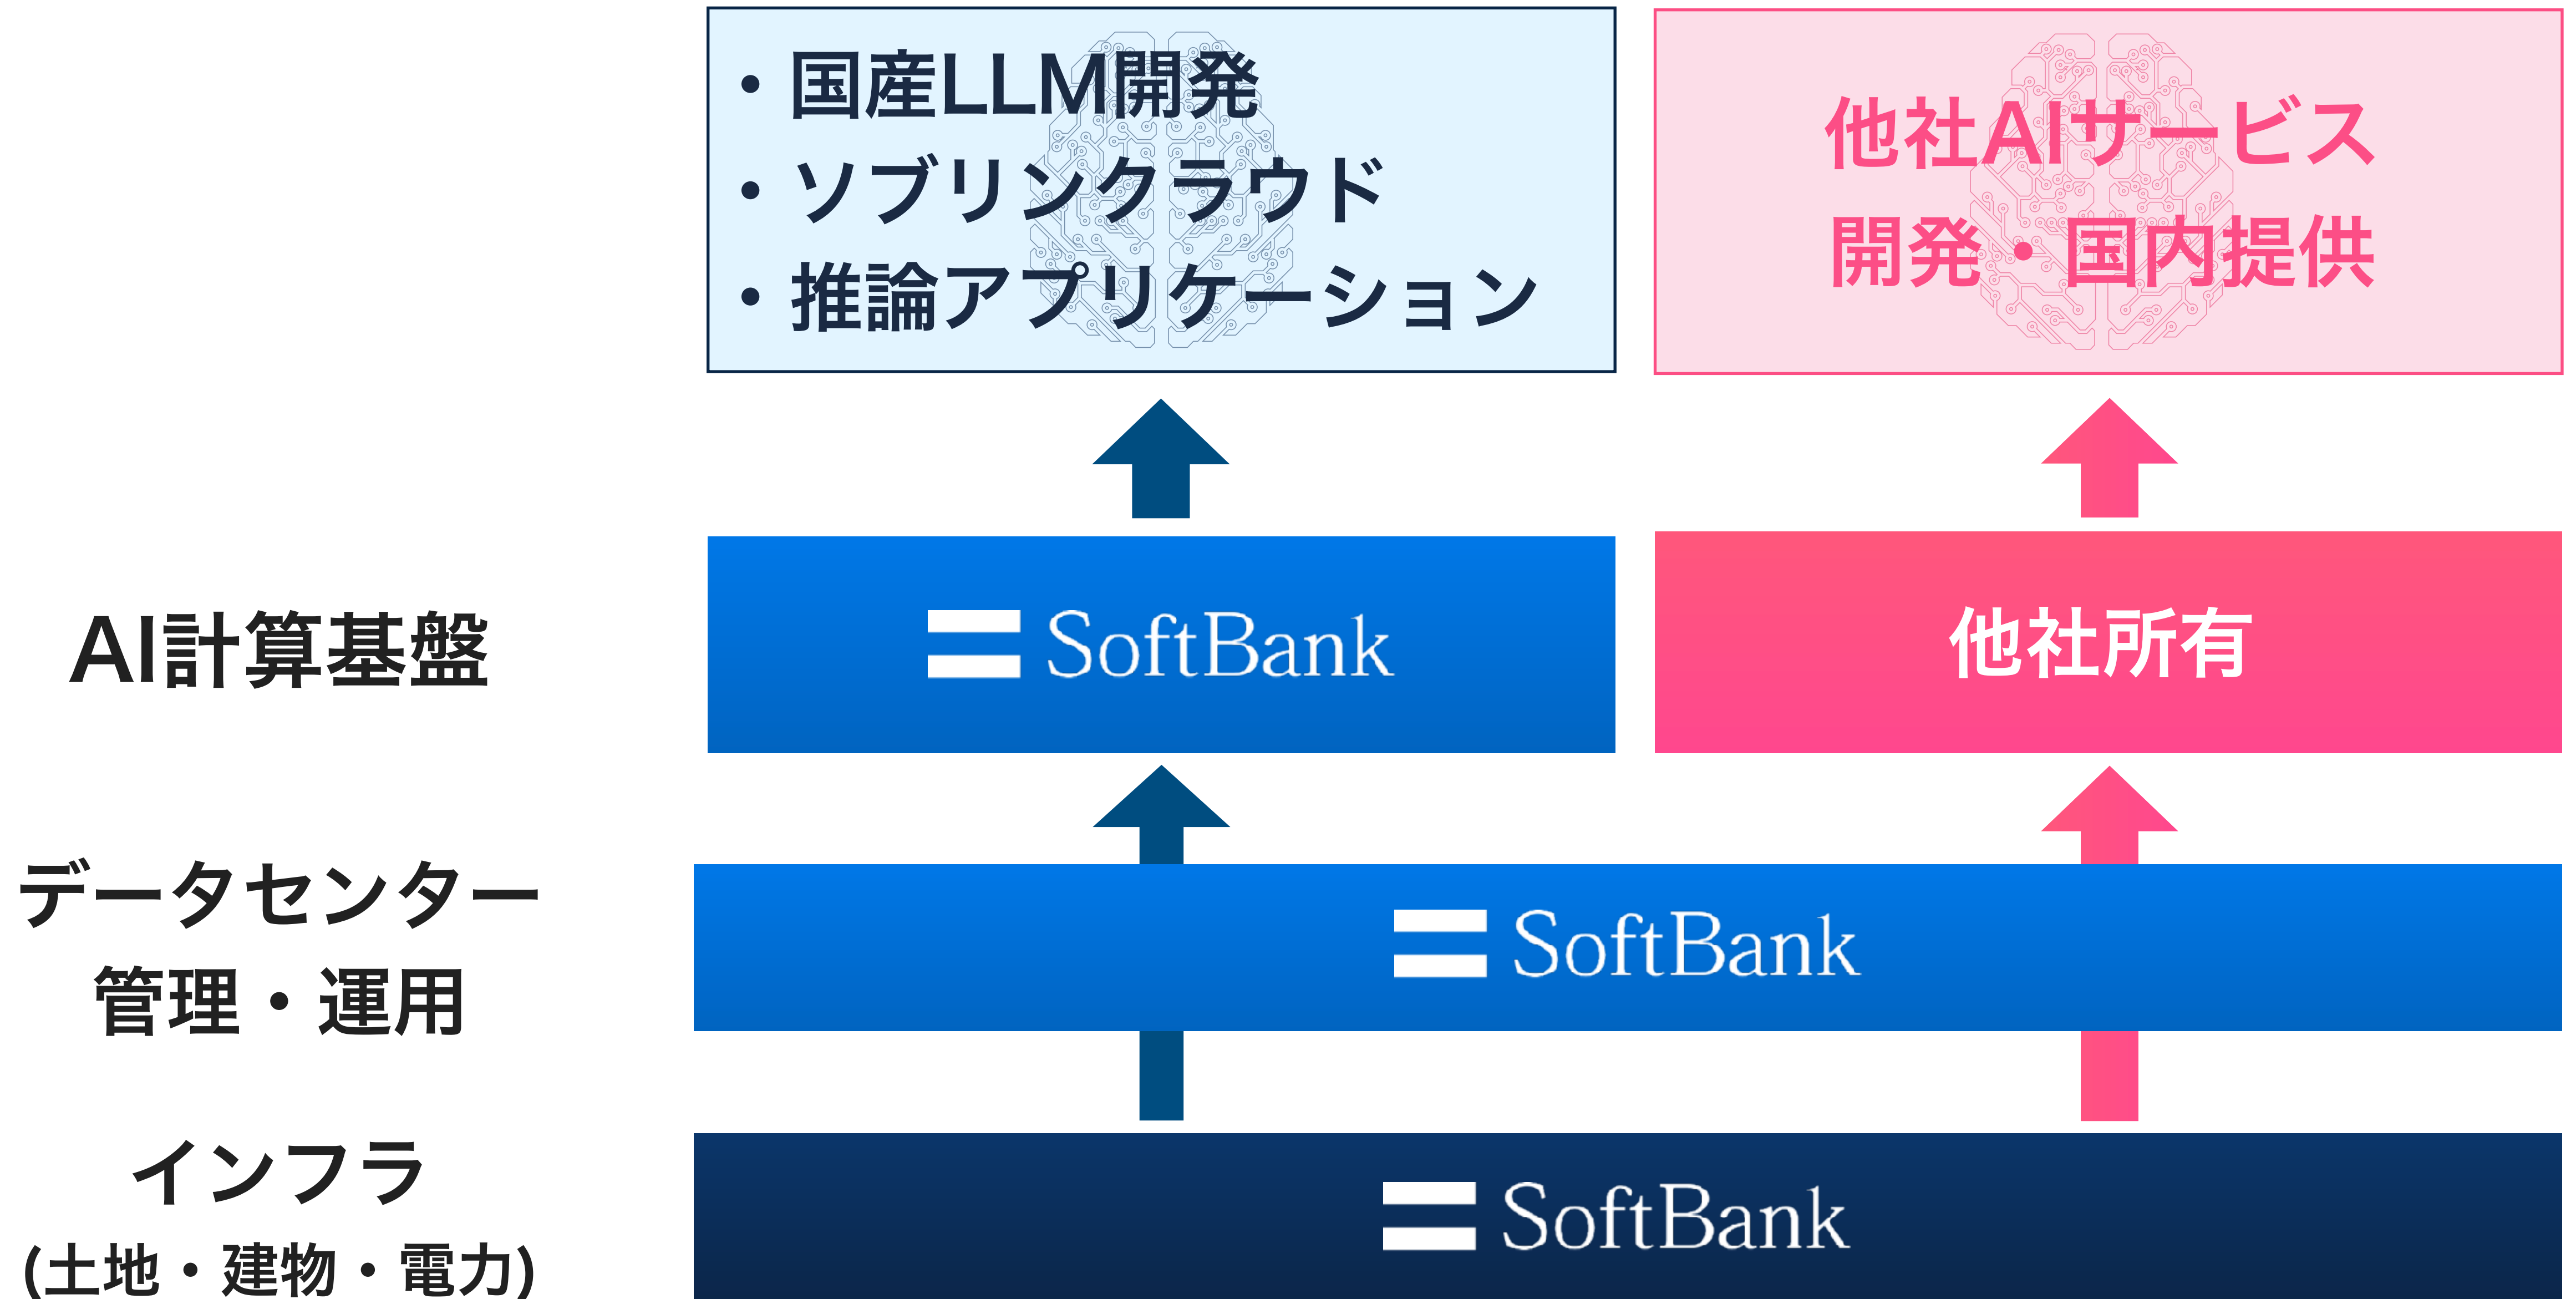 ・国産LLM開発
・ソブリンクラウド
・推論アプリケーション
他社AIサービス
開発・国内提供
AI計算基盤
SoftBank
他社所有
データセンター
管理・運用
SoftBank
インフラ
(土地・建物・電力)
SoftBank